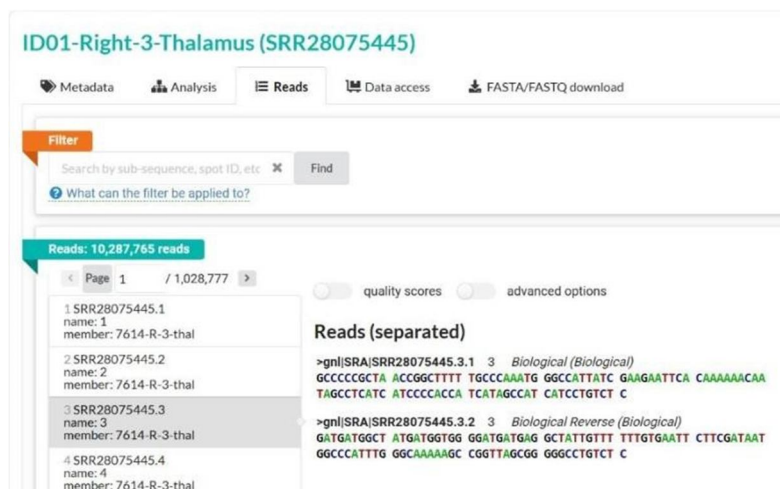 ID01-Right-3-Thalamus (SRR28075445)
Metadata Analysis Reads Data access FASTA/FASTQ download
Filter
Search by sub-sequence, spot ID, etc Find
What can the filter be applied to?
Reads: 10,287,765 reads
< Page 1 / 1,028,777 >
quality scores advanced options
1 SRR28075445.1
name: 1
member: 7614-R-3-thal
2 SRR28075445.2
name: 2
member: 7614-R-3-thal
3 SRR28075445.3
name: 3
member: 7614-R-3-thal
4 SRR28075445.4
name: 4
member: 7614-R-3-thal
Reads (separated)
>gnl|SRA|SRR28075445.3.1 3 Biological (Biological)
GCCCCCGCTA ACCGGCTTTT TGCCCAAATG GGCCATTATC GAAGAATTCA CAAAAAACAA
TAGCCTCATC ATCCCCACCA TCATAGCCAT CATCCTGTCT C
>gnl|SRA|SRR28075445.3.2 3 Biological Reverse (Biological)
GATGATGGCT ATGATGGTGG GGATGATGAG GCTATTGTTT TTTGTGAATT CTTCGATAAT
GGCCCATTTG GGCAAAAAGC CGGTTAGCGG GGGCCTGTCT C